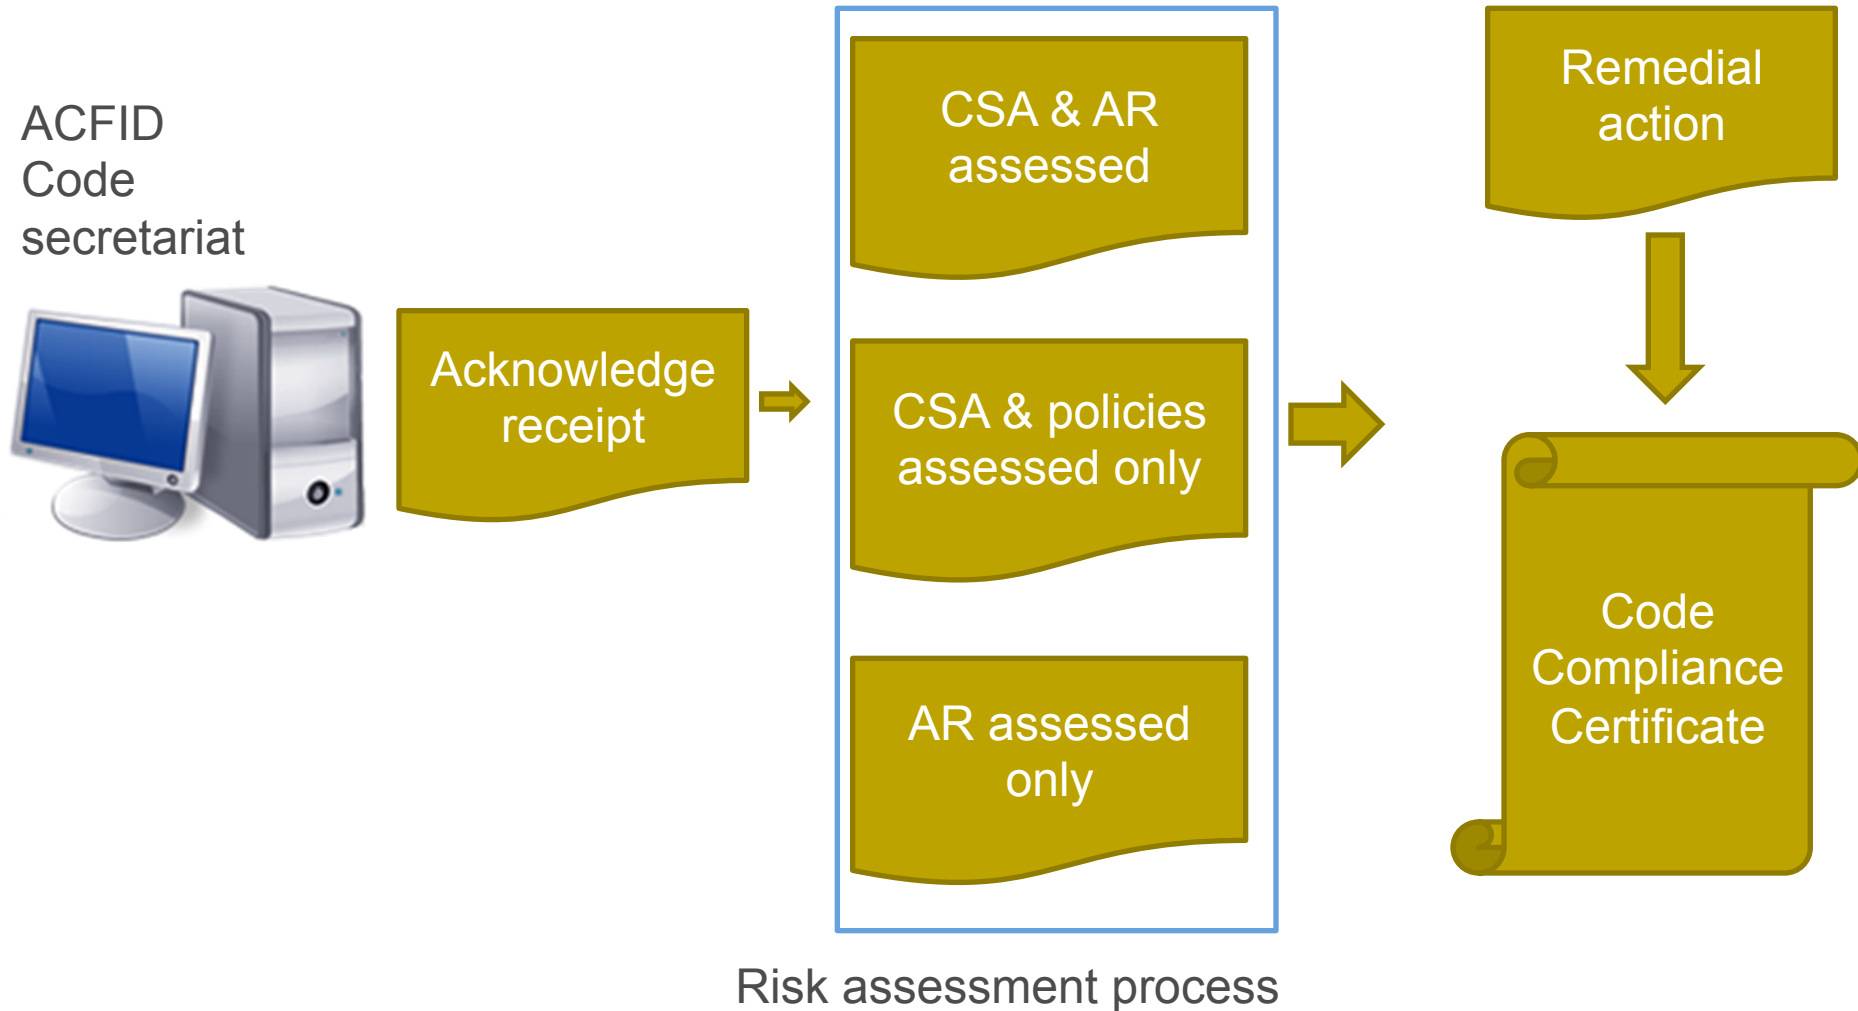 ACFID
Code
secretariat
Acknowledge
receipt
CSA & AR
assessed
CSA & policies
assessed only
AR assessed
only
Risk assessment process
Remedial
action
Code
Compliance
Certificate